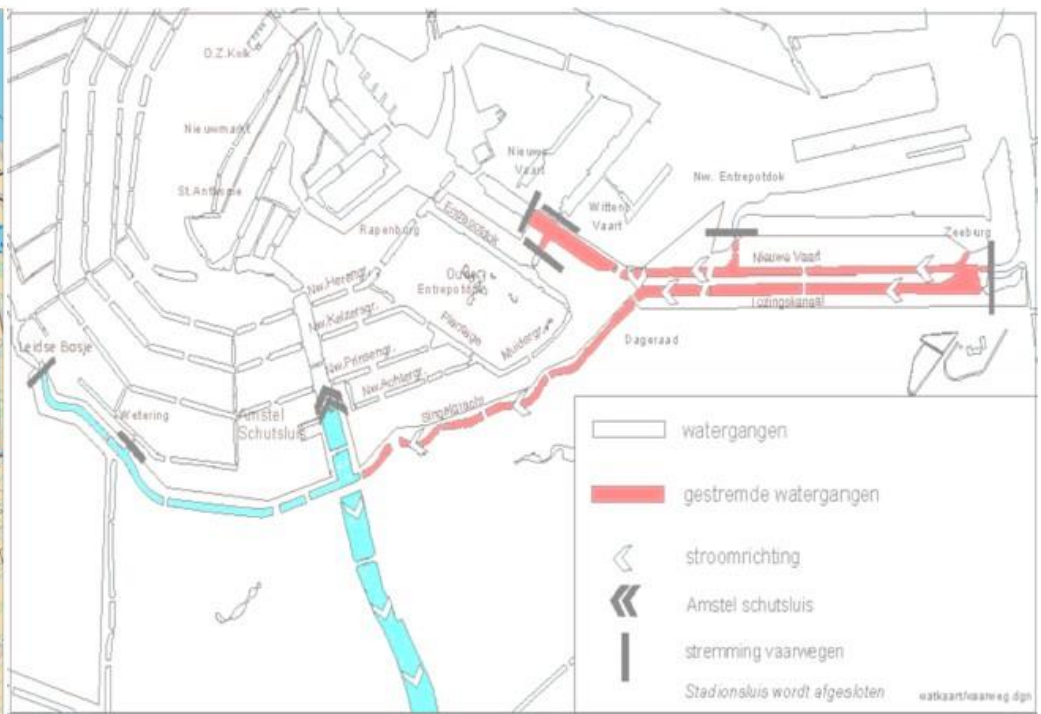 O.Z.Kolk
Nieuwmarkt
St.Anthonie
Rapenburg
Entrepotdok
Nieuwe
Vaart
Wittenb
Vaart
Nw. Entrepotdok
Zeeburg
Nieuwe Vaart
Lozingskanaal
Oude
Entrepotdok
Plantage
Muidergr.
Nw.Herengr.
Nw.Keizersgr.
Nw.Prinsengr.
Nw.Achtergr.
Singelgracht
Dageraad
Leidse Bosje
Wetering
Amstel
Schutsluis
watergangen
gestremde watergangen
stroomrichting
Amstel schutsluis
stremming vaarwegen
Stadionsluis wordt afgesloten
watkaart/vaarweg.dgn